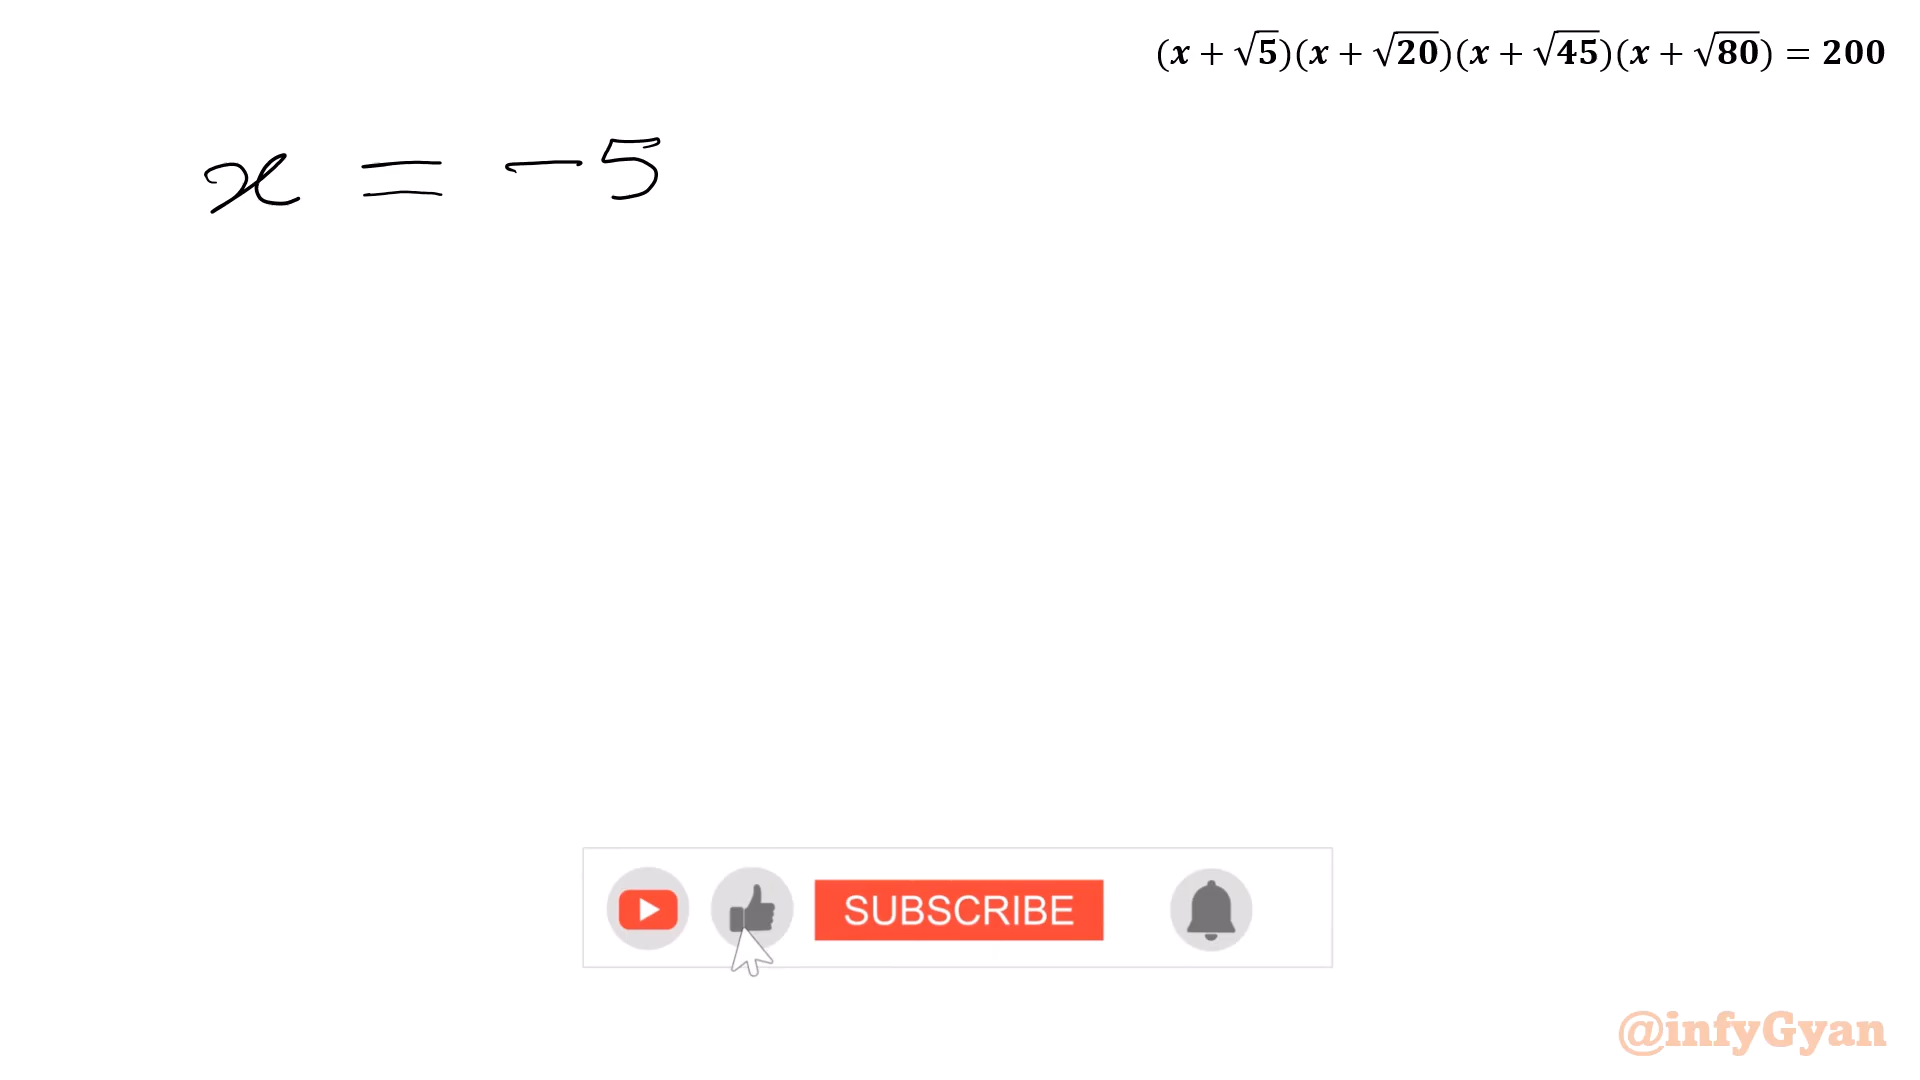 (x + √5)(x + √20)(x + √45)(x + √80) = 200
x = -5
SUBSCRIBE
@infyGyan